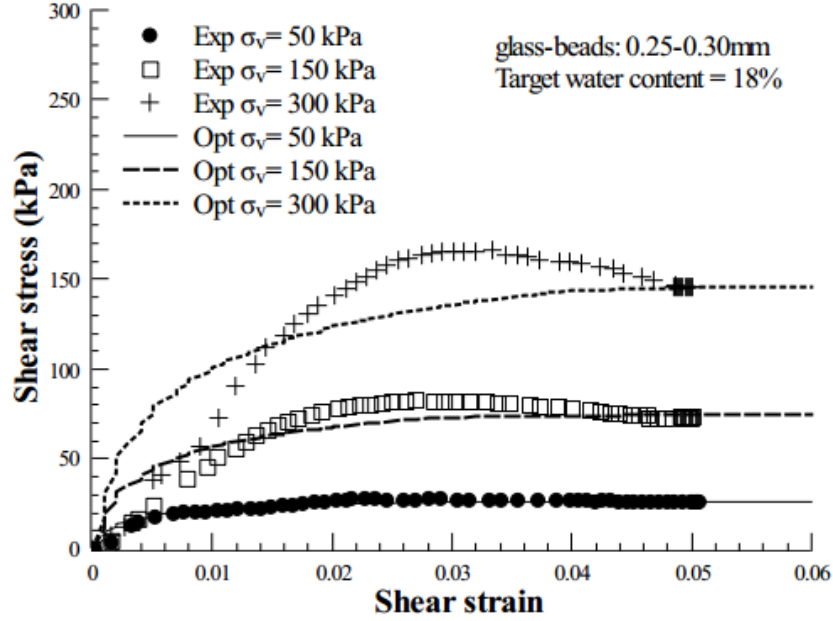 300
250
200
150
100
50
0
Shear stress (kPa)
Exp σv= 50 kPa
Exp σv= 150 kPa
Exp σv= 300 kPa
Opt σv= 50 kPa
Opt σv= 150 kPa
Opt σv= 300 kPa
glass-beads: 0.25-0.30mm
Target water content = 18%
0 0.01 0.02 0.03 0.04 0.05 0.06
Shear strain